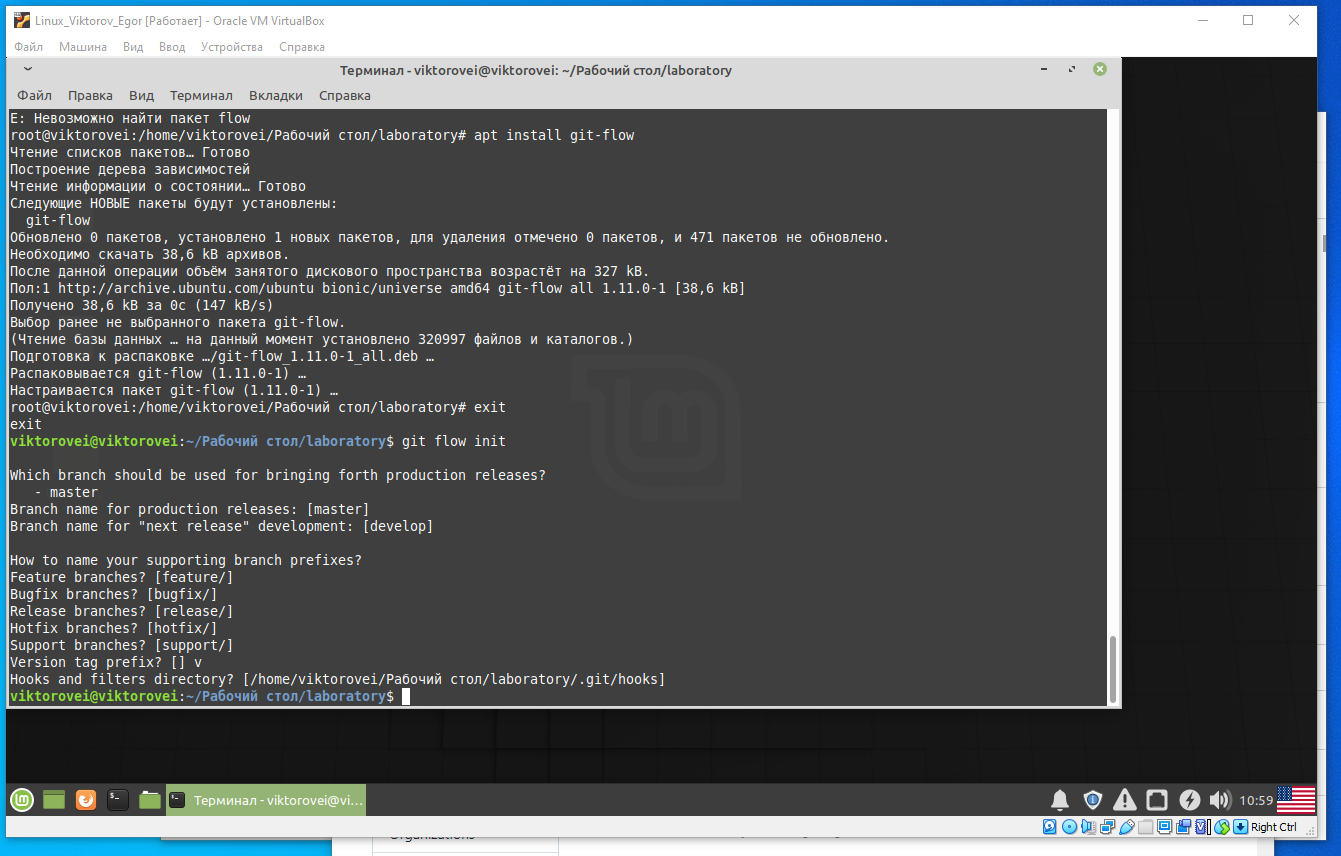 Linux_Viktorov_Egor [Работает] - Oracle VM VirtualBox
Файл Машина Вид Ввод Устройства Справка
Терминал - viktorovei@viktorovei: ~/Рабочий стол/laboratory
Файл Правка Вид Терминал Вкладки Справка
E: Невозможно найти пакет flow
root@viktorovei:/home/viktorovei/Рабочий стол/laboratory# apt install git-flow
Чтение списков пакетов… Готово
Построение дерева зависимостей
Чтение информации о состоянии… Готово
Следующие НОВЫЕ пакеты будут установлены:
git-flow
Обновлено 0 пакетов, установлено 1 новых пакетов, для удаления отмечено 0 пакетов, и 471 пакетов не обновлено.
Необходимо скачать 38,6 kB архивов.
После данной операции объём занятого дискового пространства возрастёт на 327 kB.
Пол:1 http://archive.ubuntu.com/ubuntu bionic/universe amd64 git-flow all 1.11.0-1 [38,6 kB]
Получено 38,6 kB за 0с (147 kB/s)
Выбор ранее не выбранного пакета git-flow.
(Чтение базы данных … на данный момент установлено 320997 файлов и каталогов.)
Подготовка к распаковке …/git-flow_1.11.0-1_all.deb …
Распаковывается git-flow (1.11.0-1) …
Настраивается пакет git-flow (1.11.0-1) …
root@viktorovei:/home/viktorovei/Рабочий стол/laboratory# exit
exit
viktorovei@viktorovei:~/Рабочий стол/laboratory$ git flow init
Which branch should be used for bringing forth production releases?
- master
Branch name for production releases: [master]
Branch name for "next release" development: [develop]
How to name your supporting branch prefixes?
Feature branches? [feature/]
Bugfix branches? [bugfix/]
Release branches? [release/]
Hotfix branches? [hotfix/]
Support branches? [support/]
Version tag prefix? [] v
Hooks and filters directory? [/home/viktorovei/Рабочий стол/laboratory/.git/hooks]
viktorovei@viktorovei:~/Рабочий стол/laboratory$
Терминал - viktorovei@vi…
10:59
Right Ctrl